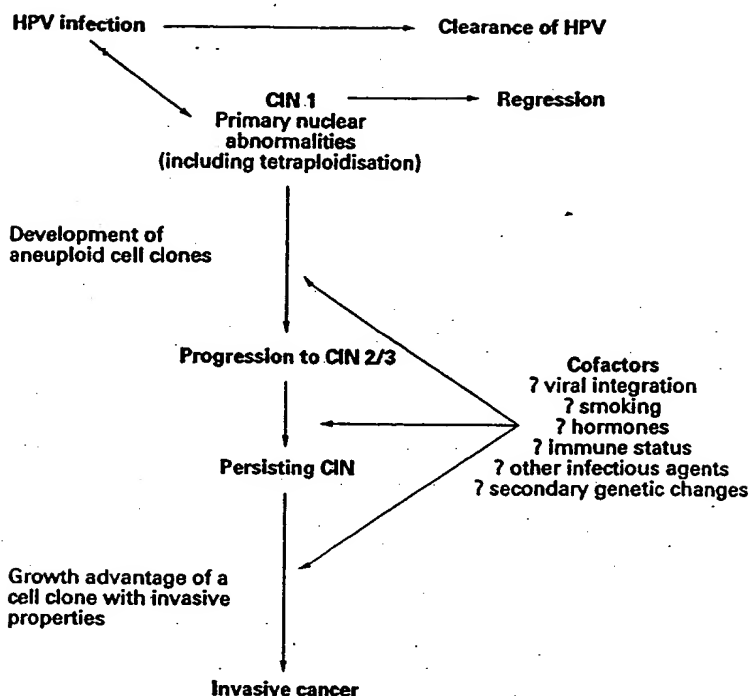 HPV infection
Clearance of HPV
CIN 1
Regression
Primary nuclear
abnormalities
(including tetraploidisation)
Development of
aneuploid cell clones
Progression to CIN 2/3
Cofactors
? viral integration
? smoking
? hormones
? immune status
? other infectious agents
? secondary genetic changes
Persisting CIN
Growth advantage of a
cell clone with invasive
properties
Invasive cancer